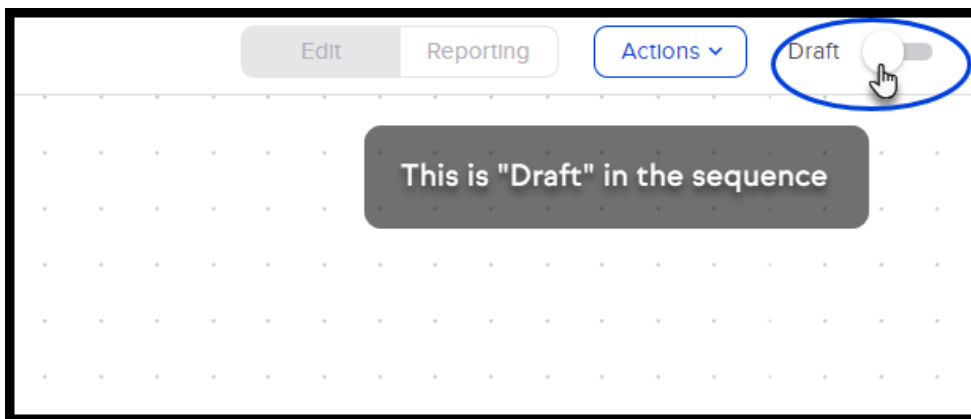 Edit Reporting Actions Draft
This is "Draft" in the sequence